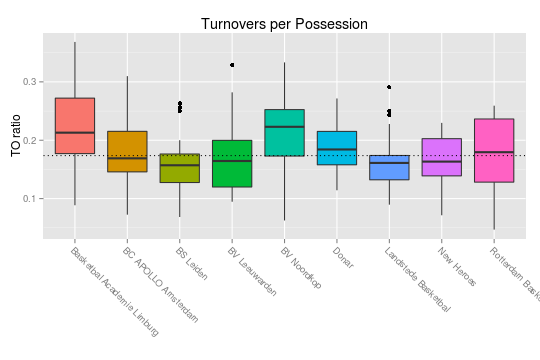 Turnovers per Possession
TO ratio
0.3
0.2
0.1
Basketbal Academie Limburg
BC APOLLO Amsterdam
BS Leiden
BV Leeuwarden
BV Noordkop
Donar
Landstede Basketbal
New Heroes
Rotterdam Bask